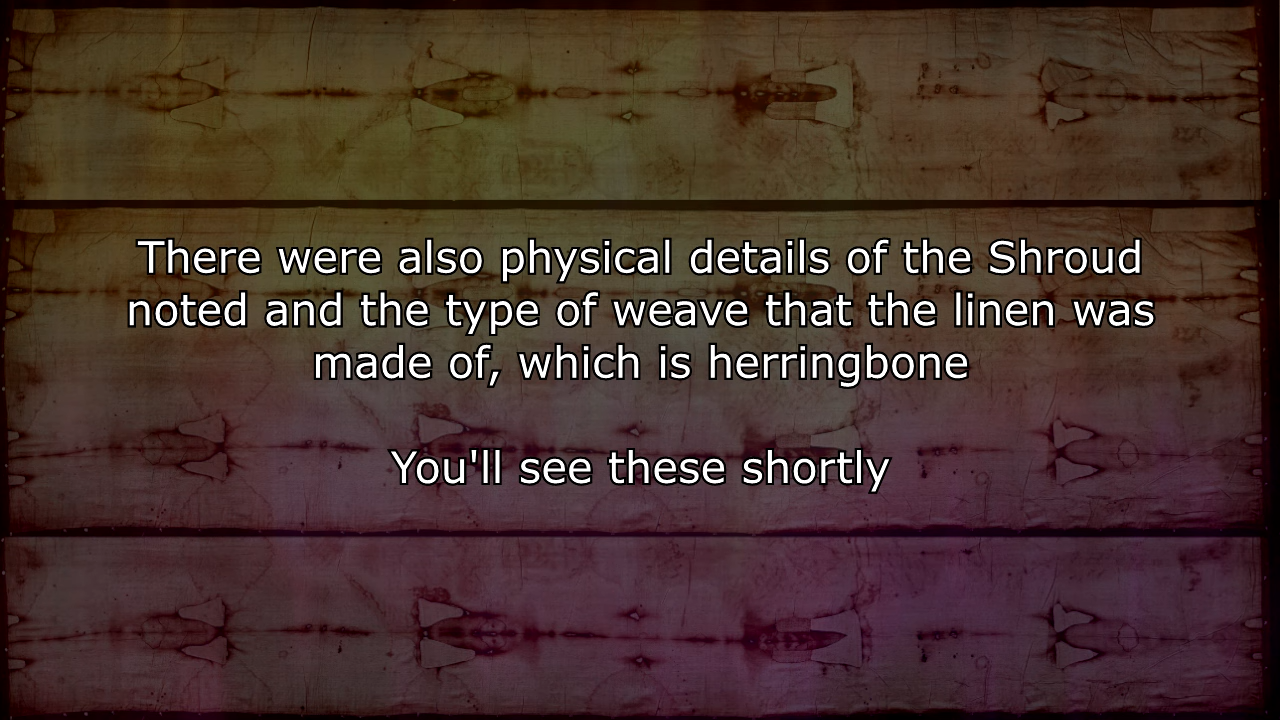 There were also physical details of the Shroud
noted and the type of weave that the linen was
made of, which is herringbone
You'll see these shortly